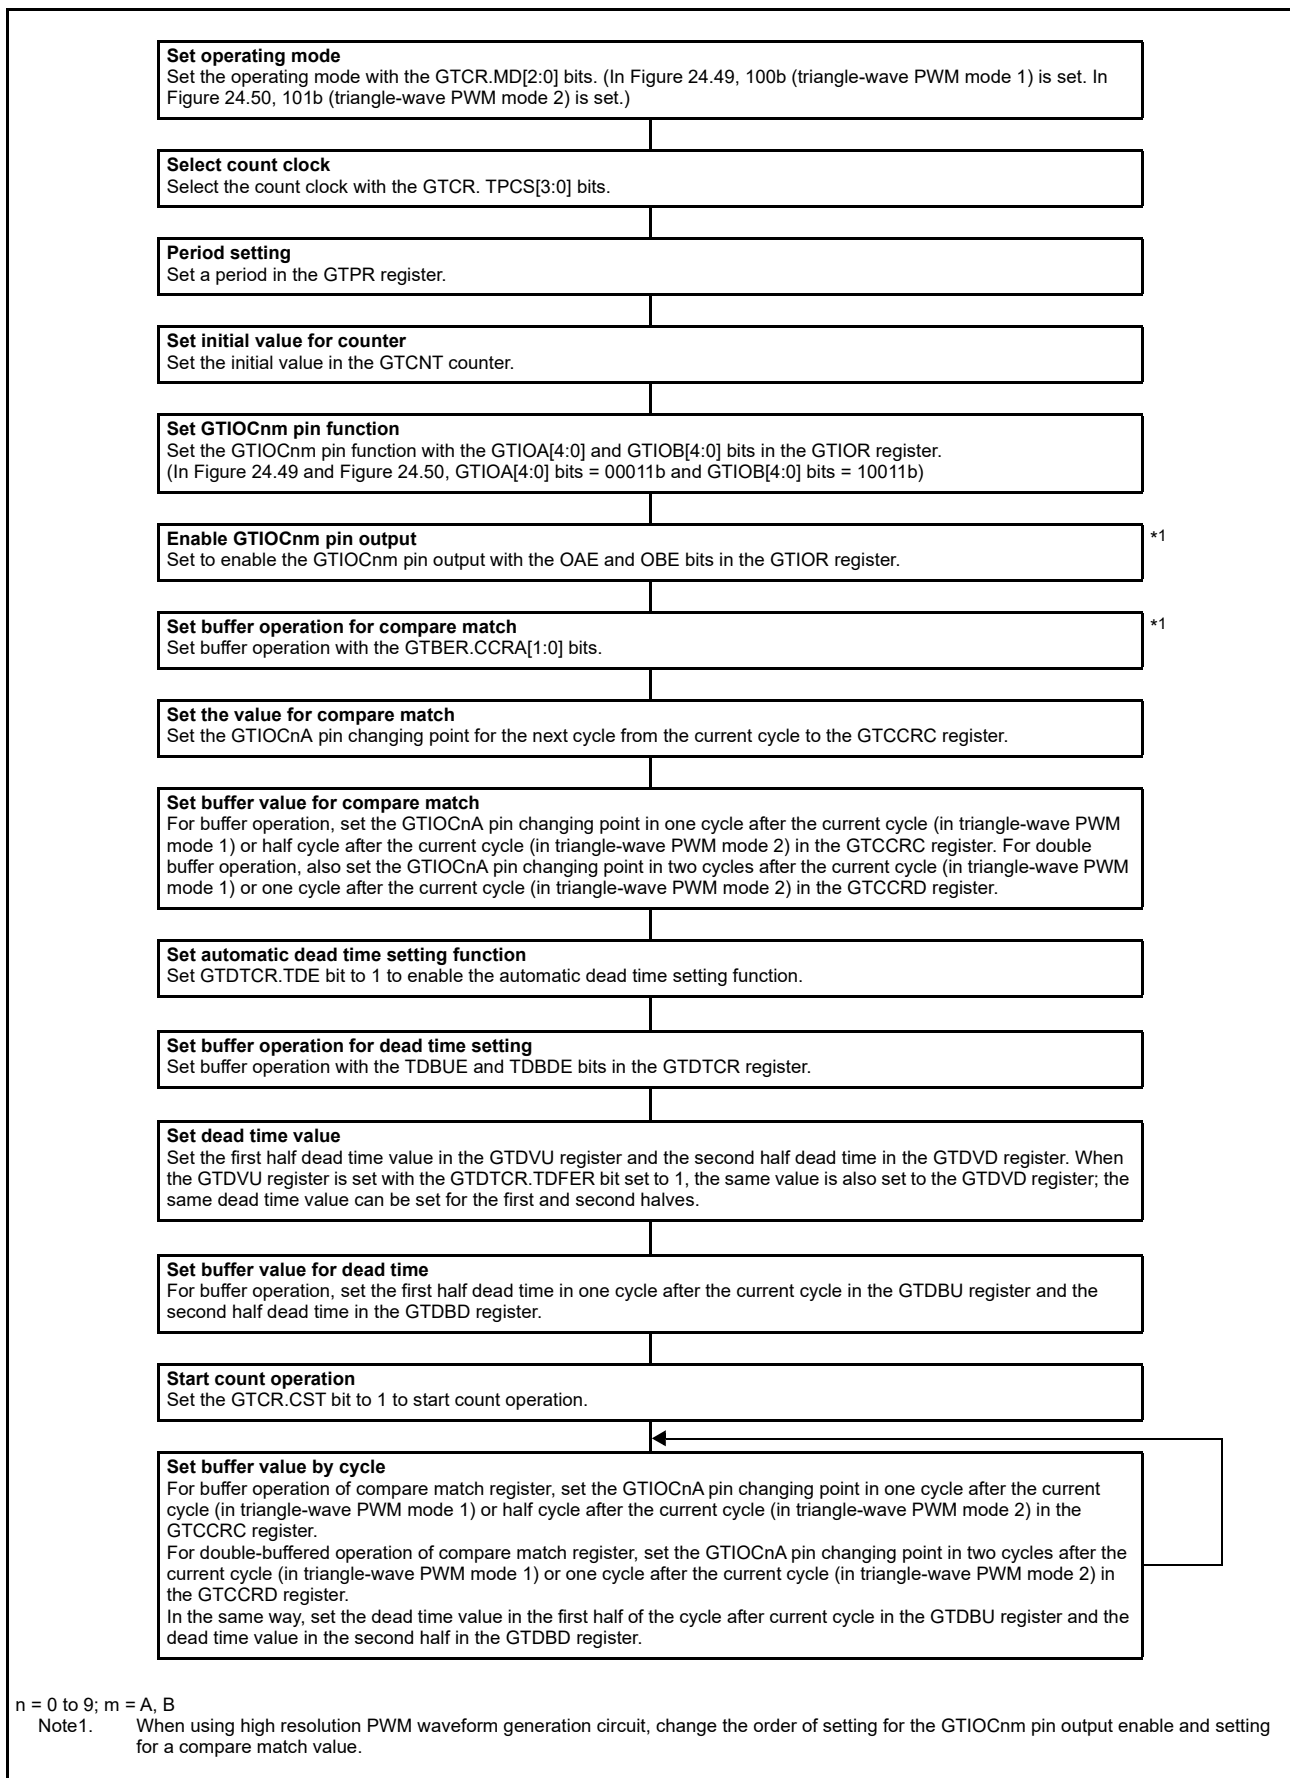 Set operating mode
Set the operating mode with the GTCR.MD[2:0] bits. (In Figure 24.49, 100b (triangle-wave PWM mode 1) is set. In
Figure 24.50, 101b (triangle-wave PWM mode 2) is set.)
Select count clock
Select the count clock with the GTCR. TPCS[3:0] bits.
Period setting
Set a period in the GTPR register.
Set initial value for counter
Set the initial value in the GTCNT counter.
Set GTIOCnm pin function
Set the GTIOCnm pin function with the GTIOA[4:0] and GTIOB[4:0] bits in the GTIOR register.
(In Figure 24.49 and Figure 24.50, GTIOA[4:0] bits = 00011b and GTIOB[4:0] bits = 10011b)
Enable GTIOCnm pin output *1
Set to enable the GTIOCnm pin output with the OAE and OBE bits in the GTIOR register.
Set buffer operation for compare match *1
Set buffer operation with the GTBER.CCRA[1:0] bits.
Set the value for compare match
Set the GTIOCnA pin changing point for the next cycle from the current cycle to the GTCCRC register.
Set buffer value for compare match
For buffer operation, set the GTIOCnA pin changing point in one cycle after the current cycle (in triangle-wave PWM
mode 1) or half cycle after the current cycle (in triangle-wave PWM mode 2) in the GTCCRC register. For double
buffer operation, also set the GTIOCnA pin changing point in two cycles after the current cycle (in triangle-wave PWM
mode 1) or one cycle after the current cycle (in triangle-wave PWM mode 2) in the GTCCRD register.
Set automatic dead time setting function
Set GTDTCR.TDE bit to 1 to enable the automatic dead time setting function.
Set buffer operation for dead time setting
Set buffer operation with the TDBUE and TDBDE bits in the GTDTCR register.
Set dead time value
Set the first half dead time value in the GTDVU register and the second half dead time in the GTDVD register. When
the GTDVU register is set with the GTDTCR.TDFER bit set to 1, the same value is also set to the GTDVD register; the
same dead time value can be set for the first and second halves.
Set buffer value for dead time
For buffer operation, set the first half dead time in one cycle after the current cycle in the GTDBU register and the
second half dead time in the GTDBD register.
Start count operation
Set the GTCR.CST bit to 1 to start count operation.
Set buffer value by cycle
For buffer operation of compare match register, set the GTIOCnA pin changing point in one cycle after the current
cycle (in triangle-wave PWM mode 1) or half cycle after the current cycle (in triangle-wave PWM mode 2) in the
GTCCRC register.
For double-buffered operation of compare match register, set the GTIOCnA pin changing point in two cycles after the
current cycle (in triangle-wave PWM mode 1) or one cycle after the current cycle (in triangle-wave PWM mode 2) in
the GTCCRD register.
In the same way, set the dead time value in the first half of the cycle after current cycle in the GTDBU register and the
dead time value in the second half in the GTDBD register.
n = 0 to 9; m = A, B
Note1. When using high resolution PWM waveform generation circuit, change the order of setting for the GTIOCnm pin output enable and setting
for a compare match value.